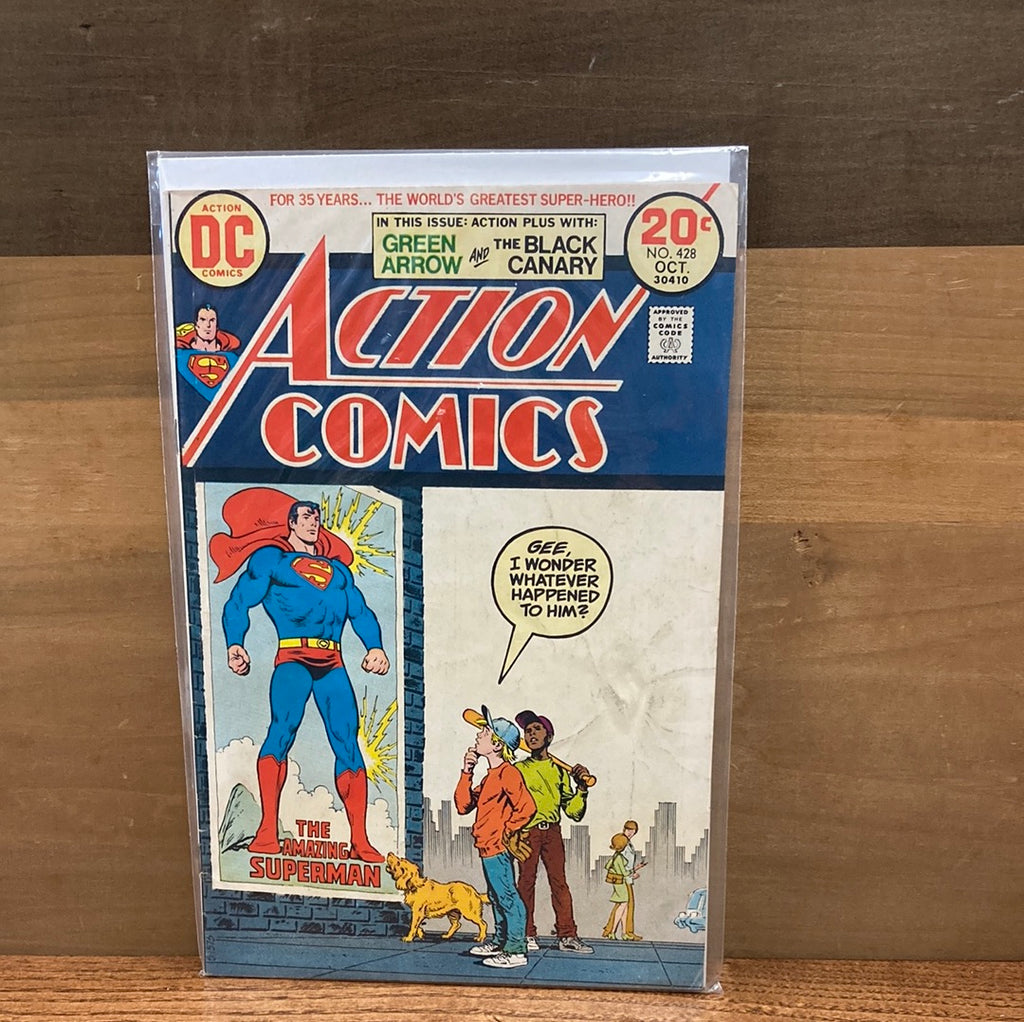 FOR 35 YEARS... THE WORLD'S GREATEST SUPER-HERO!!
ACTION
DC
COMICS
IN THIS ISSUE: ACTION PLUS WITH:
GREEN
ARROW
AND
THE BLACK
CANARY
20¢
NO. 428
OCT.
30410
APPROVED
BY THE
COMICS
CODE
AUTHORITY
ACTION
COMICS
GEE,
I WONDER
WHATEVER
HAPPENED
TO HIM?
THE
AMAZING
SUPERMAN